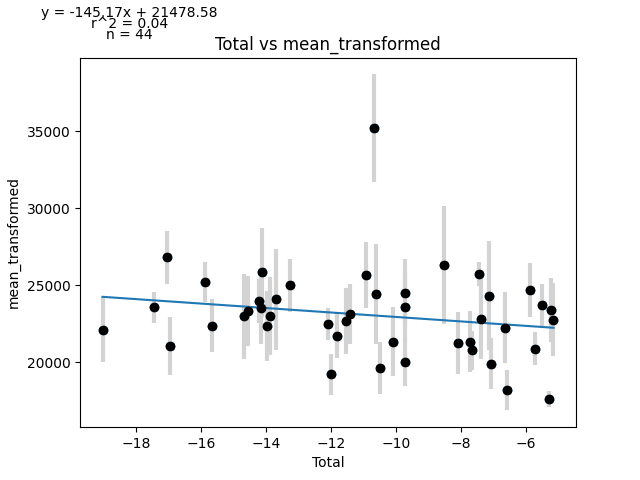 y = -145.17x + 21478.58
r^2 = 0.04
n = 44
Total vs mean_transformed
35000
30000
25000
20000
mean_transformed
−18 −16 −14 −12 −10 −8 −6
Total